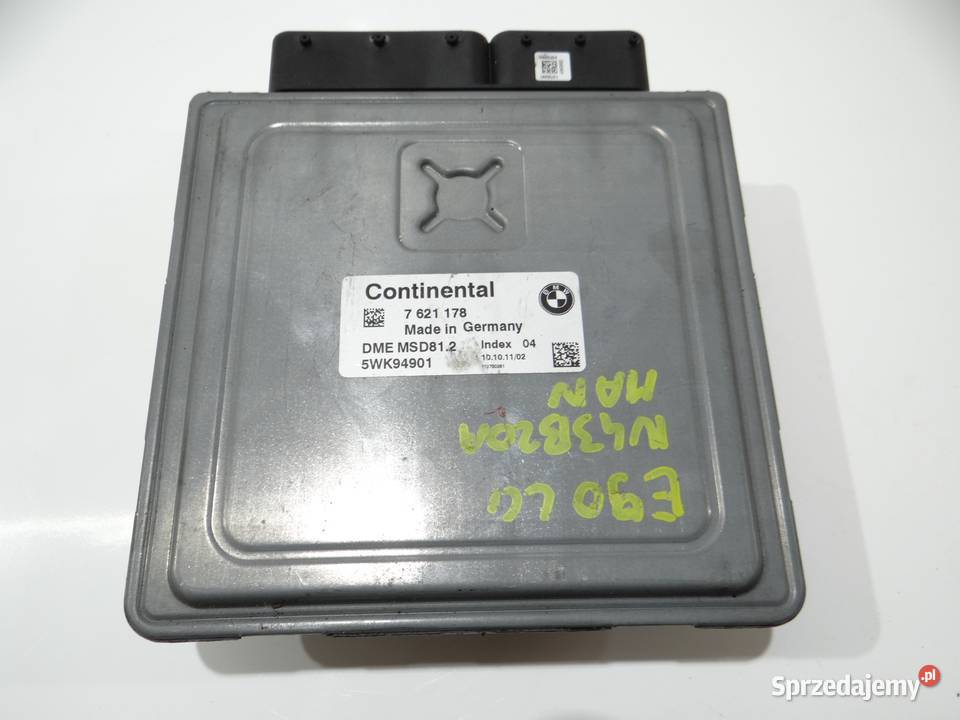 Continental
BMW
7 621 178
Made in Germany
DME MSD81.2 Index 04
5WK94901 10.10.11/02
E90 LCI
N43B20A
MAN
Sprzedajemy.pl